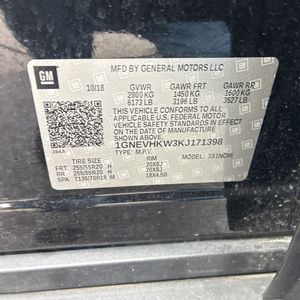 GM
MFD BY GENERAL MOTORS LLC
10/18 GVWR GAWR FRT GAWR RR
2800 KG 1450 KG 1600 KG
6173 LB 3196 LB 3527 LB
THIS VEHICLE CONFORMS TO ALL
APPLICABLE U.S. FEDERAL MOTOR
VEHICLE SAFETY STANDARDS
IN EFFECT ON THE DATE OF
MANUFACTURE SHOWN ABOVE.
1GNEVHKW3KJ171398
TYPE: M.P.V.
TIRE SIZE RIM
FRT 255/55R20 H 20X8J
RR 255/55R20 H 20X8J
SPA T135/70R18 M 18X4.5B